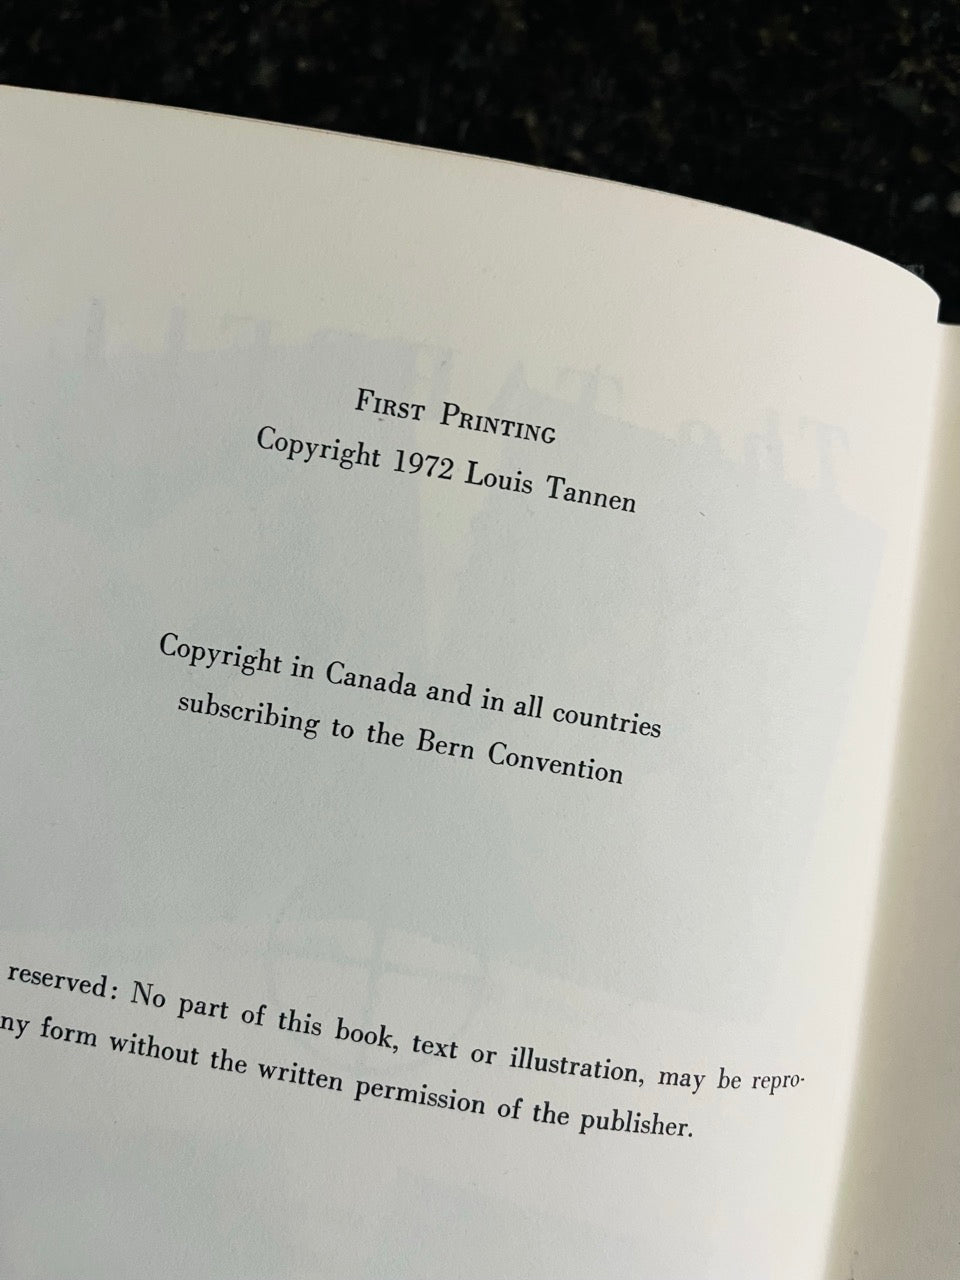 First Printing
Copyright 1972 Louis Tannen
Copyright in Canada and in all countries
subscribing to the Bern Convention
reserved: No part of this book, text or illustration, may be repro-
ny form without the written permission of the publisher.